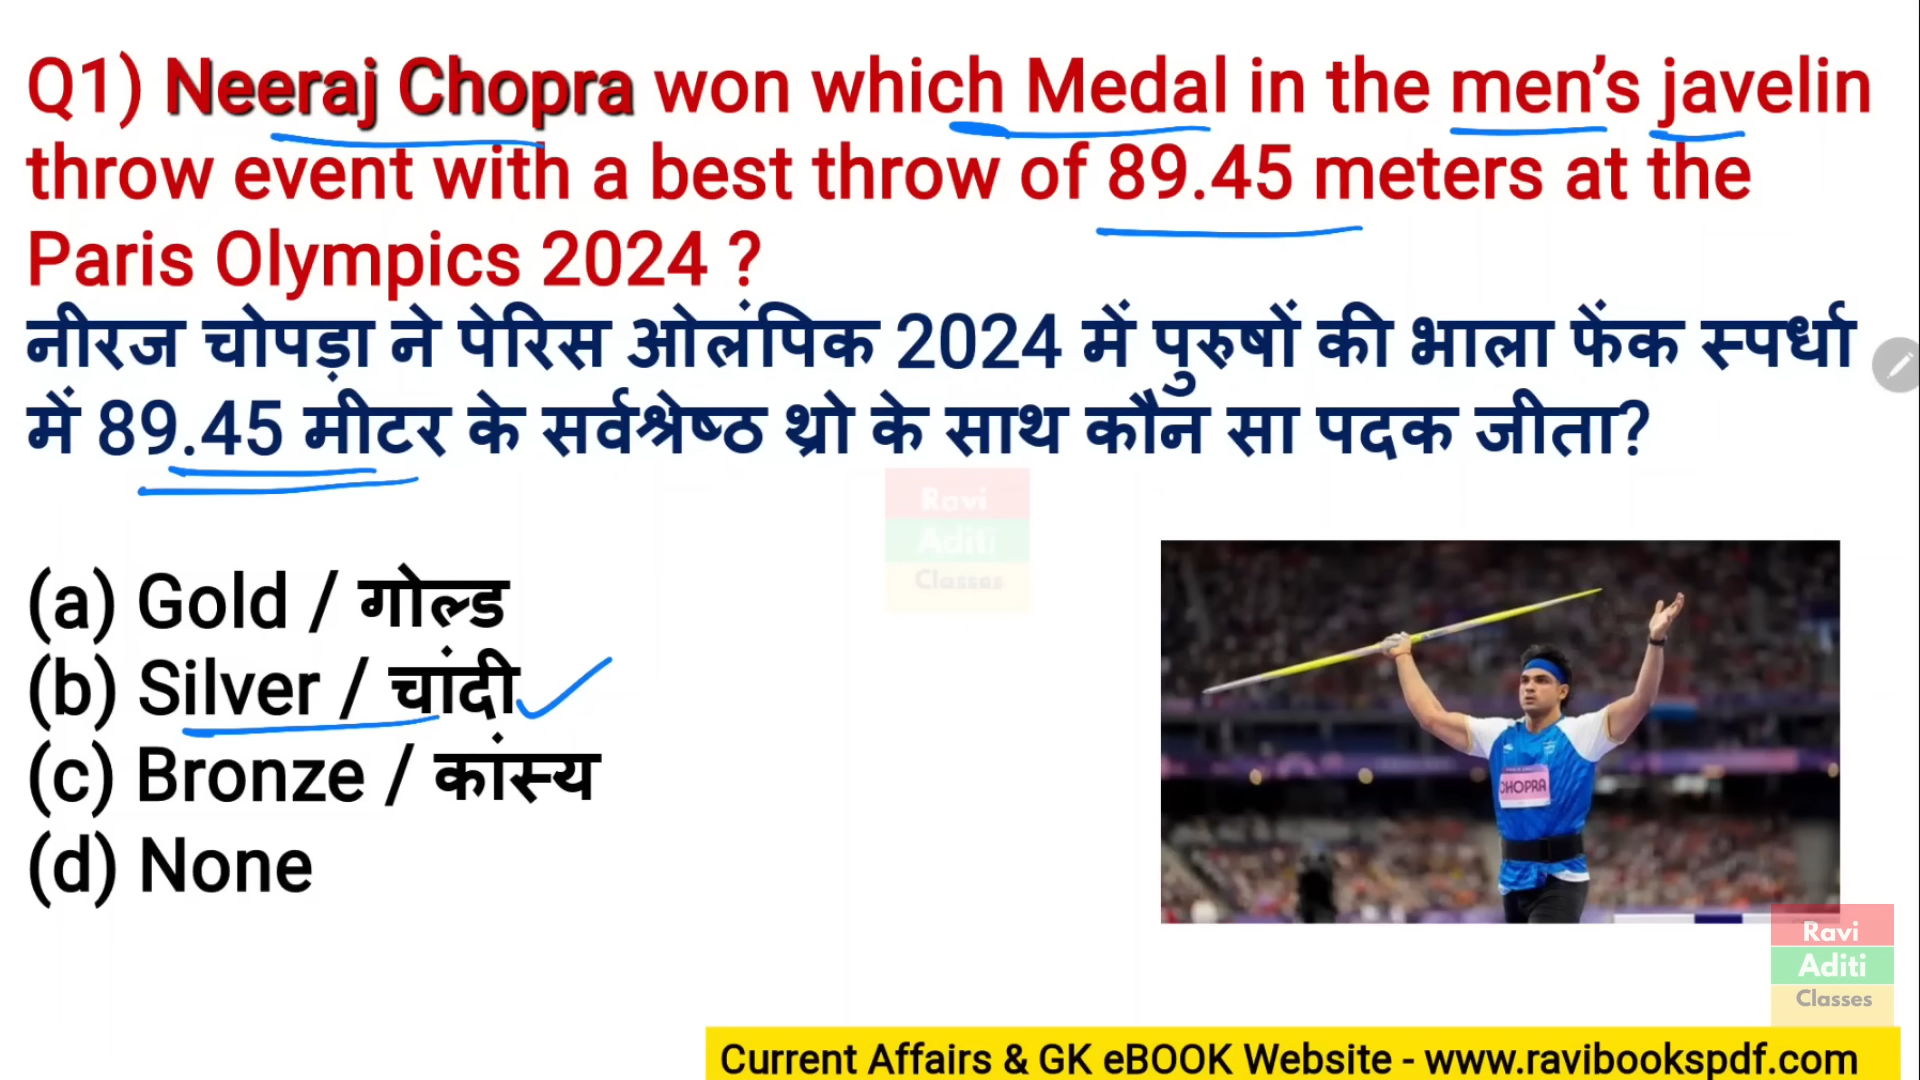 Q1) Neeraj Chopra won which Medal in the men’s javelin
throw event with a best throw of 89.45 meters at the
Paris Olympics 2024 ?
नीरज चोपड़ा ने पेरिस ओलंपिक 2024 में पुरुषों की भाला फेंक स्पर्धा
में 89.45 मीटर के सर्वश्रेष्ठ थ्रो के साथ कौन सा पदक जीता?
Ravi
Aditi
Classes
(a) Gold / गोल्ड
(b) Silver / चांदी
(c) Bronze / कांस्य
(d) None
CHOPRA
Ravi
Aditi
Classes
Current Affairs & GK eBOOK Website - www.ravibookspdf.com